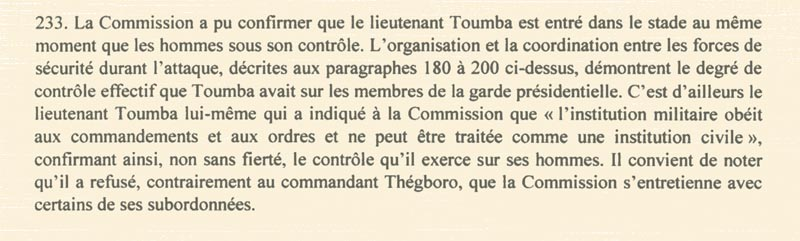 233. La Commission a pu confirmer que le lieutenant Toumba est entré dans le stade au même
moment que les hommes sous son contrôle. L'organisation et la coordination entre les forces de
sécurité durant l'attaque, décrites aux paragraphes 180 à 200 ci-dessus, démontrent le degré de
contrôle effectif que Toumba avait sur les membres de la garde présidentielle. C'est d'ailleurs le
lieutenant Toumba lui-même qui a indiqué à la Commission que « l'institution militaire obéit
aux commandements et aux ordres et ne peut être traitée comme une institution civile »,
confirmant ainsi, non sans fierté, le contrôle qu'il exerce sur ses hommes. Il convient de noter
qu'il a refusé, contrairement au commandant Thégboro, que la Commission s'entretienne avec
certains de ses subordonnées.